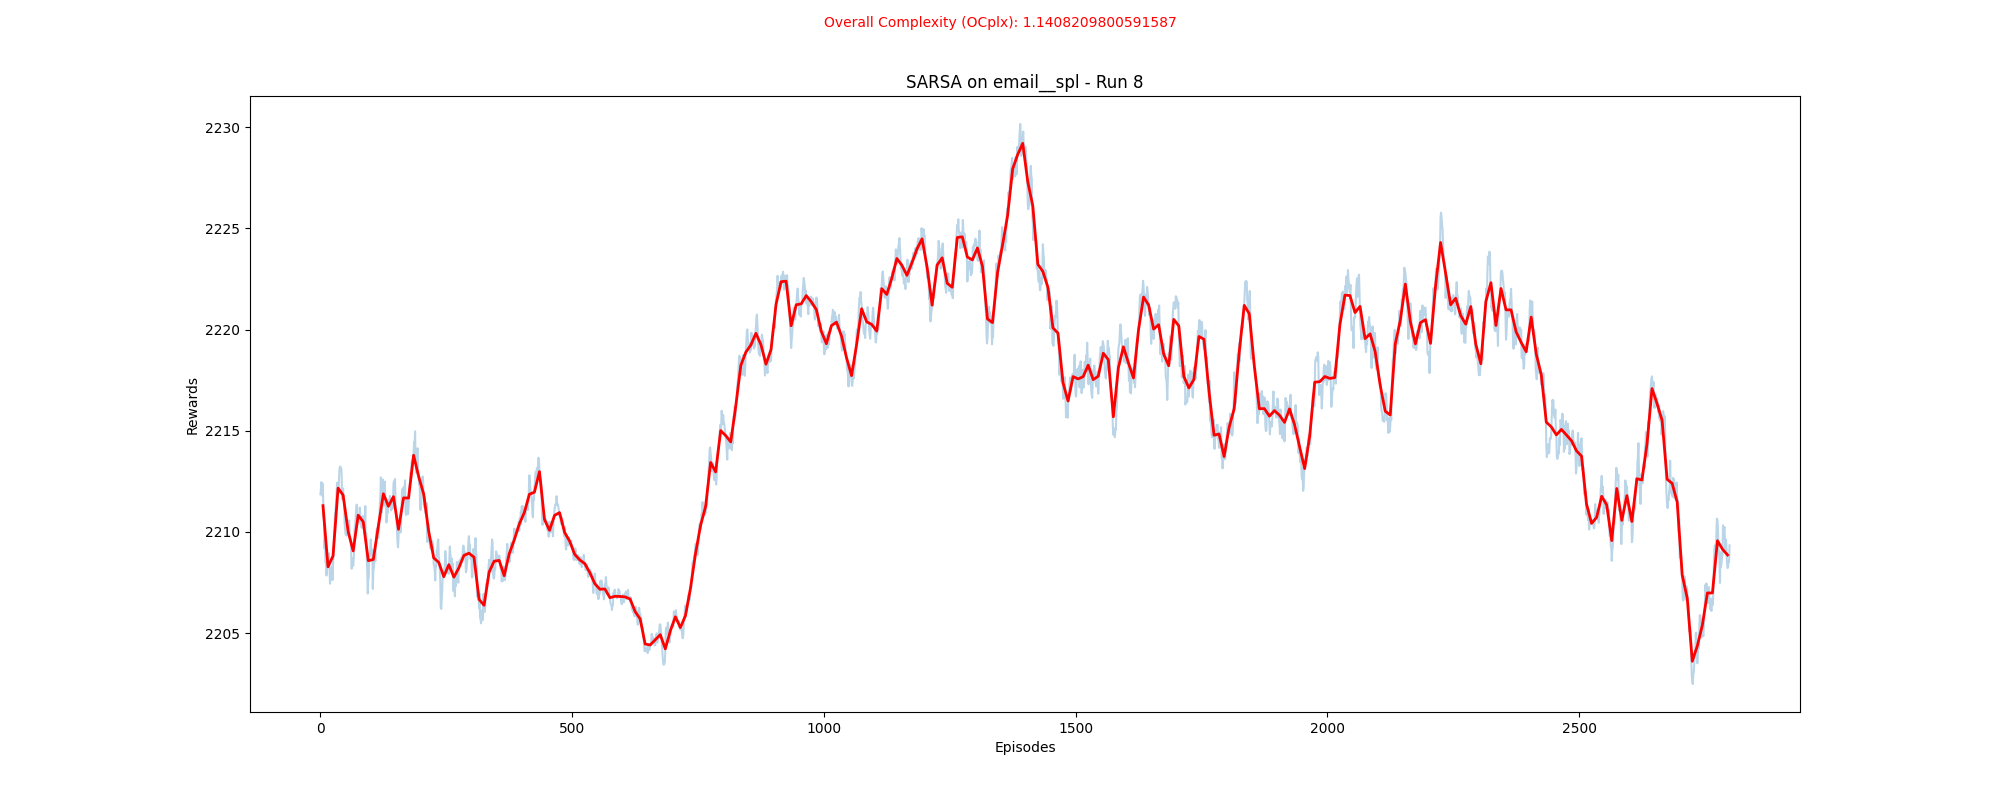 Overall Complexity (OCplx): 1.1408209800591587
SARSA on email__spl - Run 8
Rewards
2230
2225
2220
2215
2210
2205
0 500 1000 1500 2000 2500
Episodes